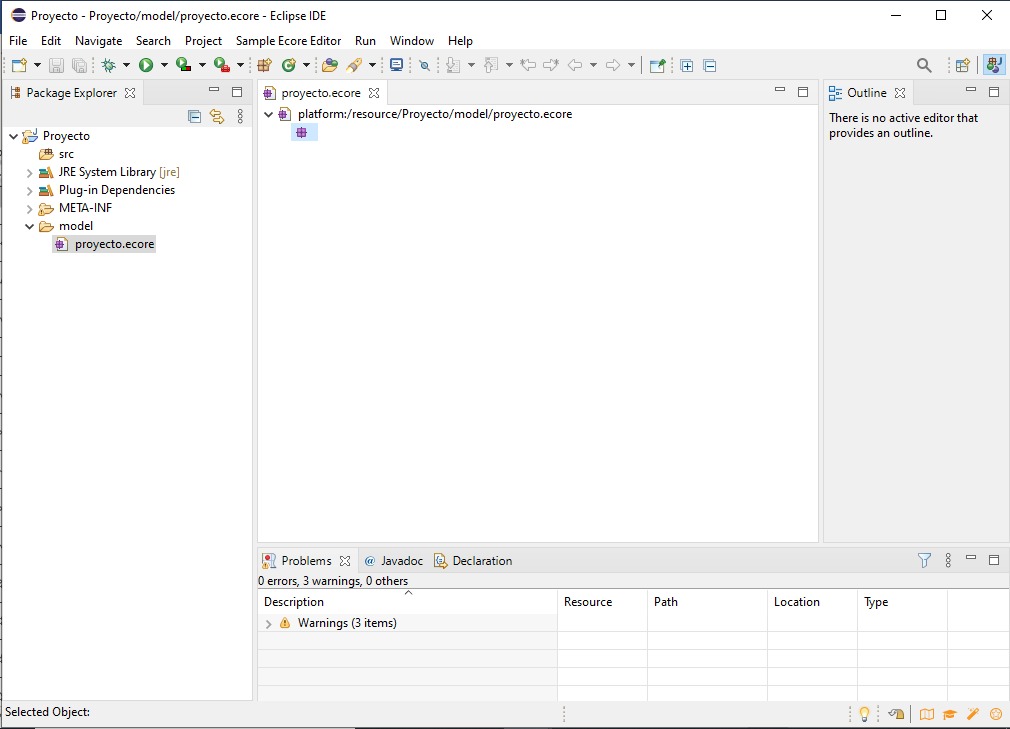 Proyecto - Proyecto/model/proyecto.ecore - Eclipse IDE
File Edit Navigate Search Project Sample Ecore Editor Run Window Help
Package Explorer
proyecto.ecore
Outline
Proyecto
src
JRE System Library [jre]
Plug-in Dependencies
META-INF
model
proyecto.ecore
platform:/resource/Proyecto/model/proyecto.ecore
There is no active editor that
provides an outline.
Problems @ Javadoc Declaration
0 errors, 3 warnings, 0 others
Description Resource Path Location Type
Warnings (3 items)
Selected Object: